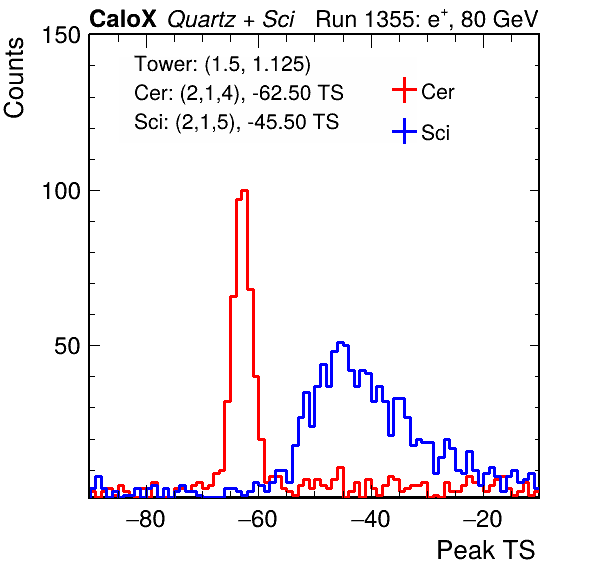 CaloX Quartz + Sci Run 1355: e⁺, 80 GeV
Counts
150
Tower: (1.5, 1.125)
Cer: (2,1,4), -62.50 TS
Sci: (2,1,5), -45.50 TS
Cer
Sci
100
50
−80 −60 −40 −20
Peak TS